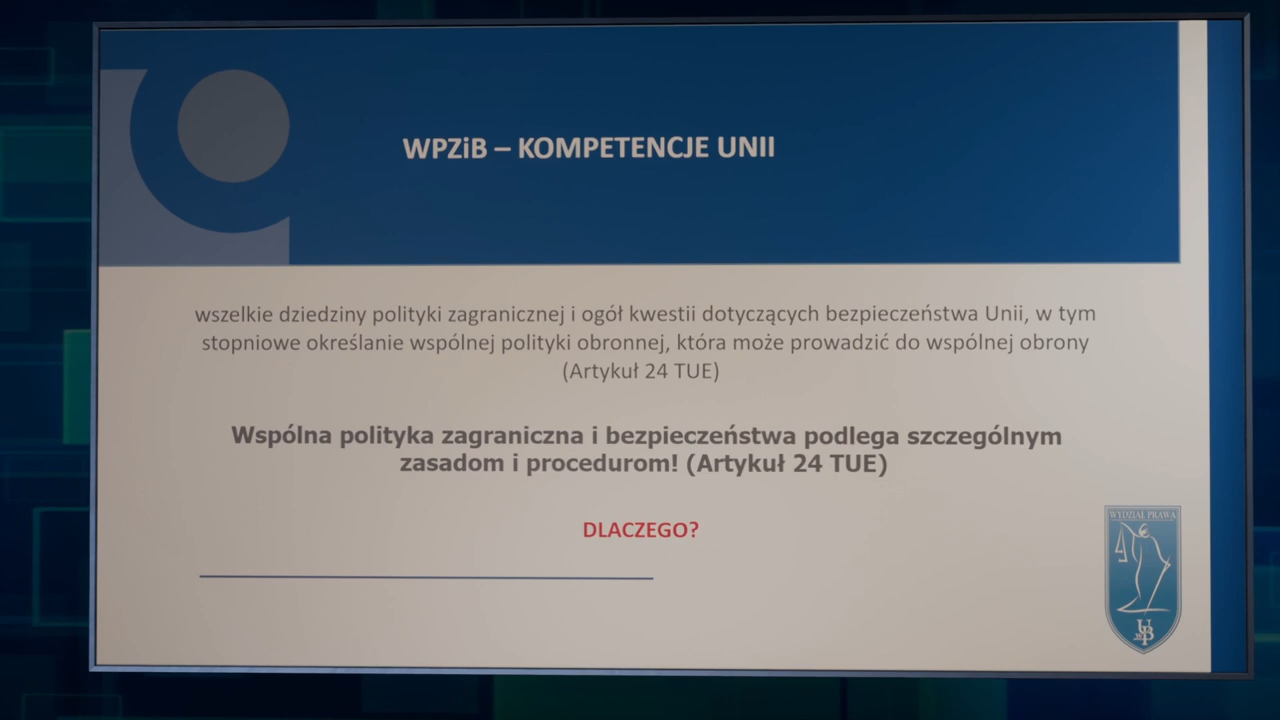 WPZiB – KOMPETENCJE UNII
wszelkie dziedziny polityki zagranicznej i ogół kwestii dotyczących bezpieczeństwa Unii, w tym
stopniowe określanie wspólnej polityki obronnej, która może prowadzić do wspólnej obrony
(Artykuł 24 TUE)
Wspólna polityka zagraniczna i bezpieczeństwa podlega szczególnym
zasadom i procedurom! (Artykuł 24 TUE)
DLACZEGO?
WYDZIAŁ PRAWA
UwB